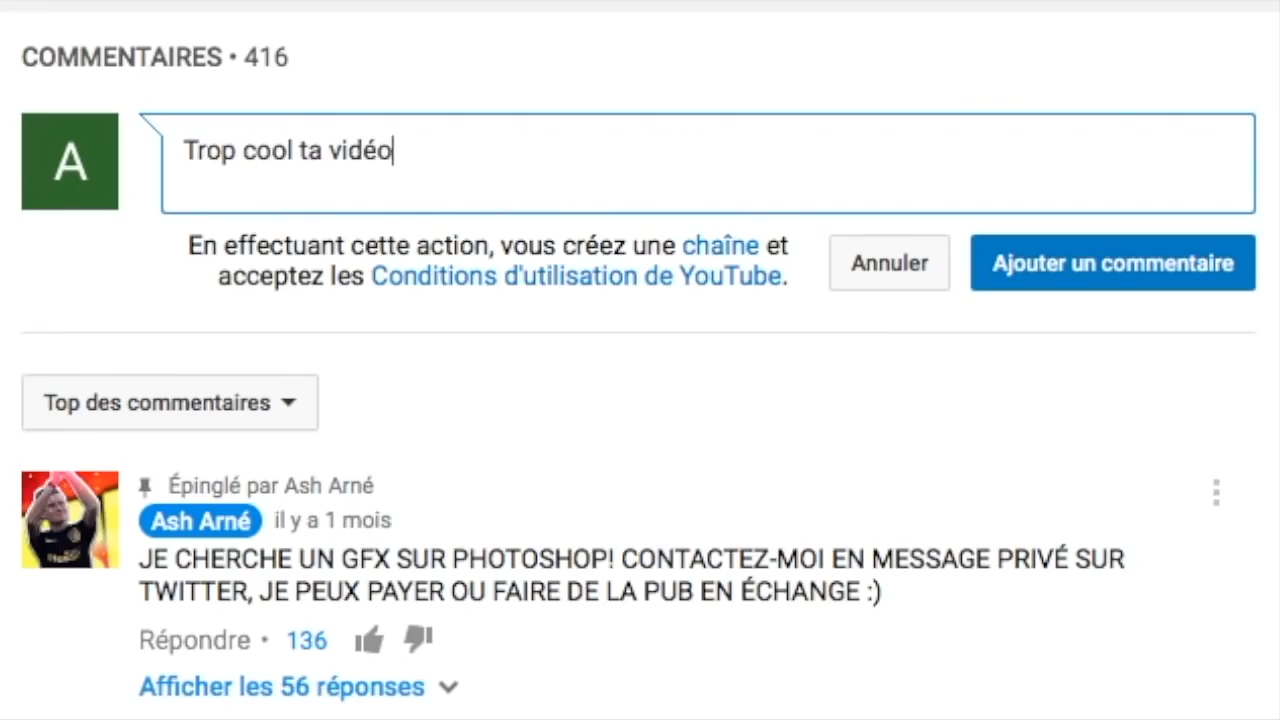 COMMENTAIRES • 416
A
Trop cool ta vidéo
En effectuant cette action, vous créez une chaîne et
acceptez les Conditions d'utilisation de YouTube.
Annuler
Ajouter un commentaire
Top des commentaires
Épinglé par Ash Arné
Ash Arné il y a 1 mois
JE CHERCHE UN GFX SUR PHOTOSHOP! CONTACTEZ-MOI EN MESSAGE PRIVÉ SUR
TWITTER, JE PEUX PAYER OU FAIRE DE LA PUB EN ÉCHANGE :)
Répondre • 136
Afficher les 56 réponses